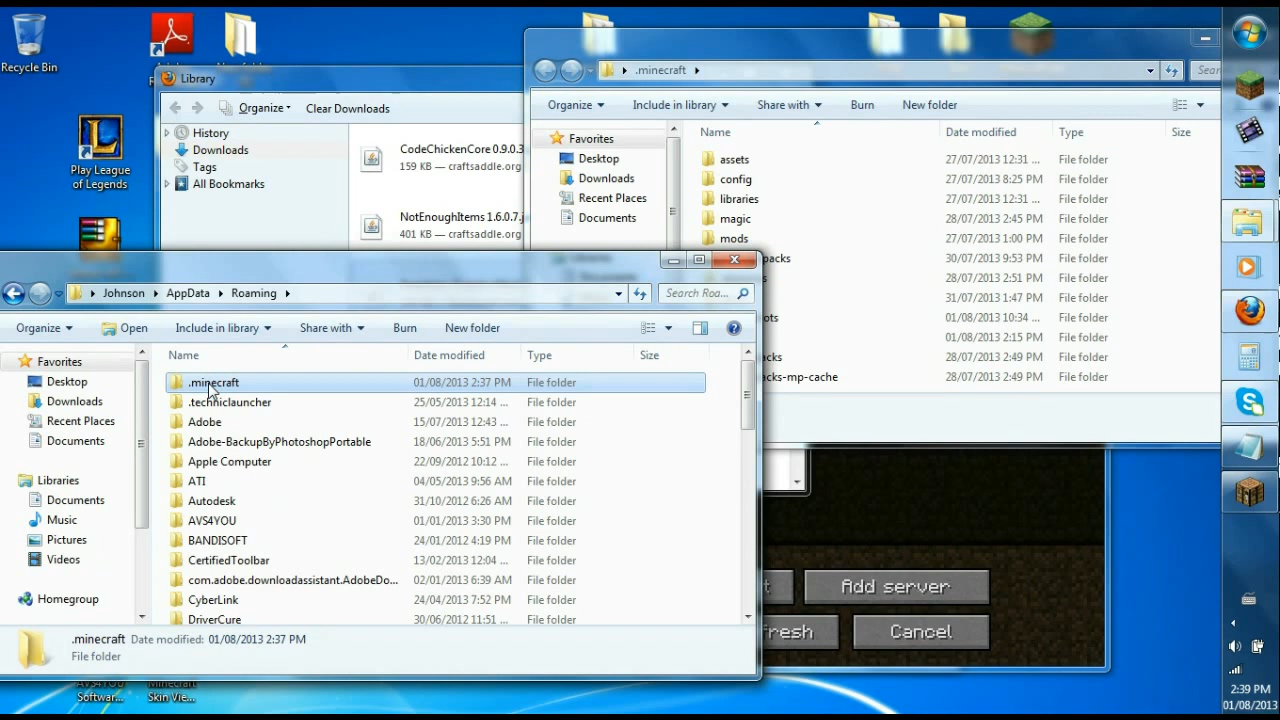 Recycle Bin
Play League
of Legends
Library
Organize
Clear Downloads
History
Downloads
Tags
All Bookmarks
CodeChickenCore 0.9.0.3
159 KB — craftsaddle.org
NotEnoughItems 1.6.0.7.j
401 KB — craftsaddle.org
.minecraft
Organize
Include in library
Share with
Burn
New folder
Favorites
Desktop
Downloads
Recent Places
Documents
Name
Date modified
Type
Size
assets 27/07/2013 12:31 ... File folder
config 27/07/2013 8:25 PM File folder
libraries 27/07/2013 12:31 ... File folder
magic 28/07/2013 2:45 PM File folder
mods 27/07/2013 1:00 PM File folder
packs 30/07/2013 9:53 PM File folder
28/07/2013 2:51 PM File folder
31/07/2013 1:47 PM File folder
ots 01/08/2013 10:34 ... File folder
01/08/2013 2:15 PM File folder
cks 28/07/2013 2:49 PM File folder
cks-mp-cache 28/07/2013 2:49 PM File folder
Johnson
AppData
Roaming
Search Roa...
Organize
Open
Include in library
Share with
Burn
New folder
Favorites
Desktop
Downloads
Recent Places
Documents
Libraries
Documents
Music
Pictures
Videos
Homegroup
Name
Date modified
Type
Size
.minecraft 01/08/2013 2:37 PM File folder
.techniclauncher 25/05/2013 12:14 ... File folder
Adobe 15/07/2013 12:43 ... File folder
Adobe-BackupByPhotoshopPortable 18/06/2013 5:51 PM File folder
Apple Computer 22/09/2012 10:12 ... File folder
ATI 04/05/2013 9:56 AM File folder
Autodesk 31/10/2012 6:26 AM File folder
AVS4YOU 01/01/2013 3:30 PM File folder
BANDISOFT 24/01/2012 4:19 PM File folder
CertifiedToolbar 13/02/2013 12:04 ... File folder
com.adobe.downloadassistant.AdobeDo... 02/01/2013 6:39 AM File folder
CyberLink 24/04/2013 7:52 PM File folder
DriverCure 30/06/2012 11:51 ... File folder
.minecraft Date modified: 01/08/2013 2:37 PM
File folder
Add server
fresh
Cancel
AVS4YOU
Softwar...
Minecraft
Skin Vie...
2:39 PM
01/08/2013